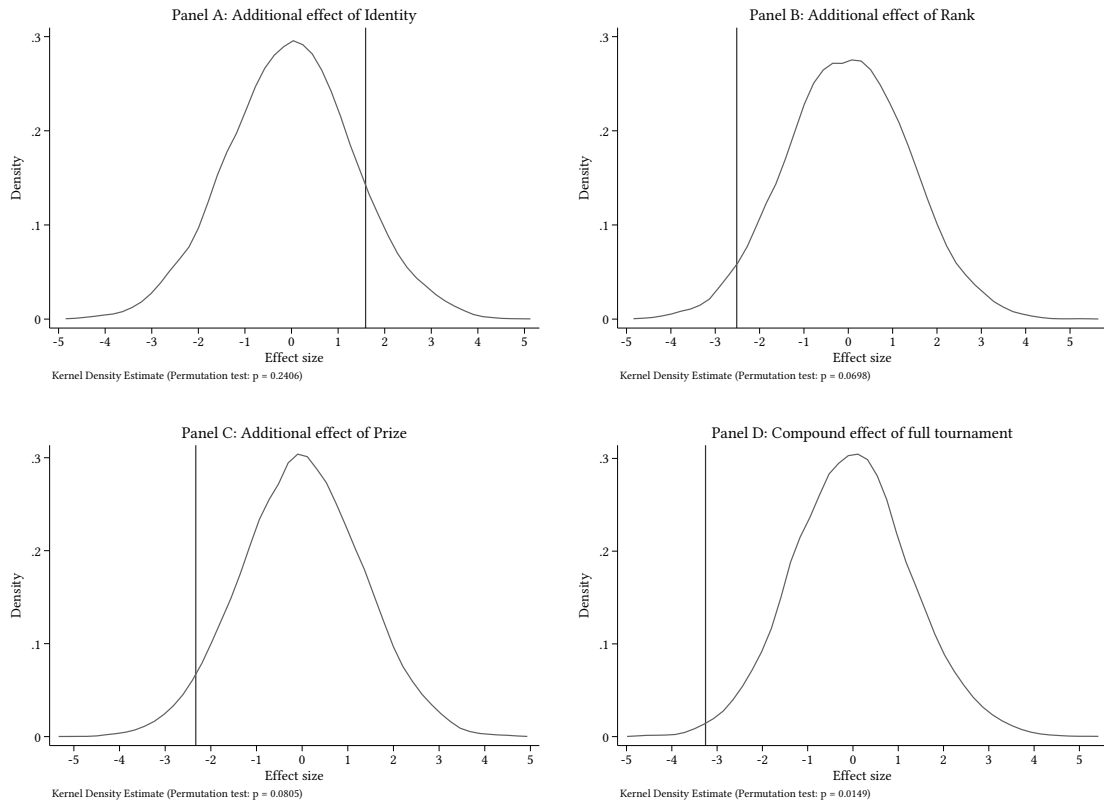 Panel A: Additional effect of Identity
.3
.2
.1
0
Density
-5 -4 -3 -2 -1 0 1 2 3 4 5
Effect size
Kernel Density Estimate (Permutation test: p = 0.2406)
Panel B: Additional effect of Rank
.3
.2
.1
0
Density
-5 -4 -3 -2 -1 0 1 2 3 4 5
Effect size
Kernel Density Estimate (Permutation test: p = 0.0698)
Panel C: Additional effect of Prize
.3
.2
.1
0
Density
-5 -4 -3 -2 -1 0 1 2 3 4 5
Effect size
Kernel Density Estimate (Permutation test: p = 0.0805)
Panel D: Compound effect of full tournament
.3
.2
.1
0
Density
-5 -4 -3 -2 -1 0 1 2 3 4 5
Effect size
Kernel Density Estimate (Permutation test: p = 0.0149)